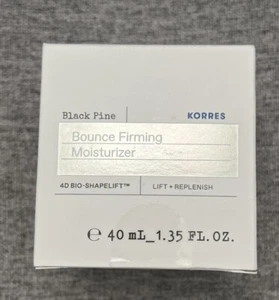 Black Pine KORRES
Bounce Firming
Moisturizer
4D BIO-SHAPELIFT™ LIFT + REPLENISH
℮ 40 mL_1.35 FL.OZ.